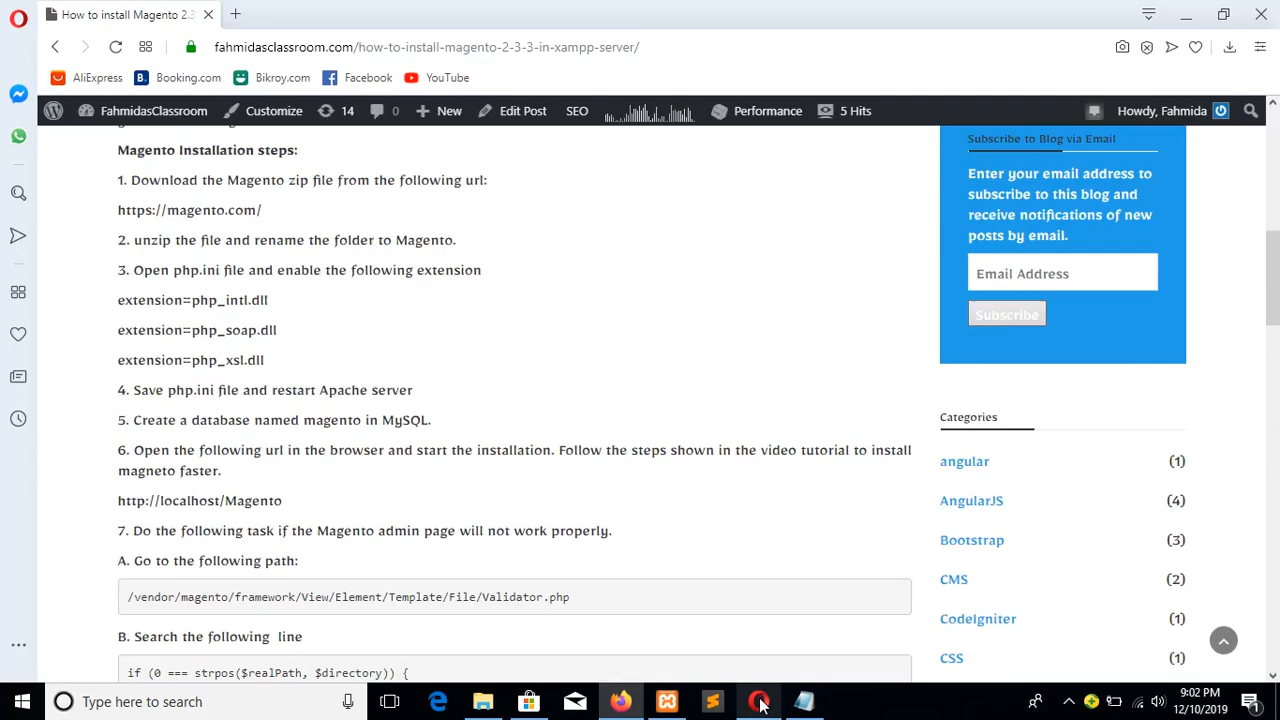 How to install Magento 2.3
fahmidasclassroom.com/how-to-install-magento-2-3-3-in-xampp-server/
AliExpress
B. Booking.com
Bikroy.com
Facebook
YouTube
FahmidasClassroom
Customize
14
0
New
Edit Post
SEO
Performance
5 Hits
Howdy, Fahmida
Magento Installation steps:
1. Download the Magento zip file from the following url:
https://magento.com/
2. unzip the file and rename the folder to Magento.
3. Open php.ini file and enable the following extension
extension=php_intl.dll
extension=php_soap.dll
extension=php_xsl.dll
4. Save php.ini file and restart Apache server
5. Create a database named magento in MySQL.
6. Open the following url in the browser and start the installation. Follow the steps shown in the video tutorial to install
magneto faster.
http://localhost/Magento
7. Do the following task if the Magento admin page will not work properly.
A. Go to the following path:
/vendor/magento/framework/View/Element/Template/File/Validator.php
B. Search the following line
if (0 === strpos($realPath, $directory)) {
Subscribe to Blog via Email
Enter your email address to
subscribe to this blog and
receive notifications of new
posts by email.
Email Address
Subscribe
Categories
angular (1)
AngularJS (4)
Bootstrap (3)
CMS (2)
CodeIgniter (1)
CSS (1)
Type here to search
9:02 PM
12/10/2019
1